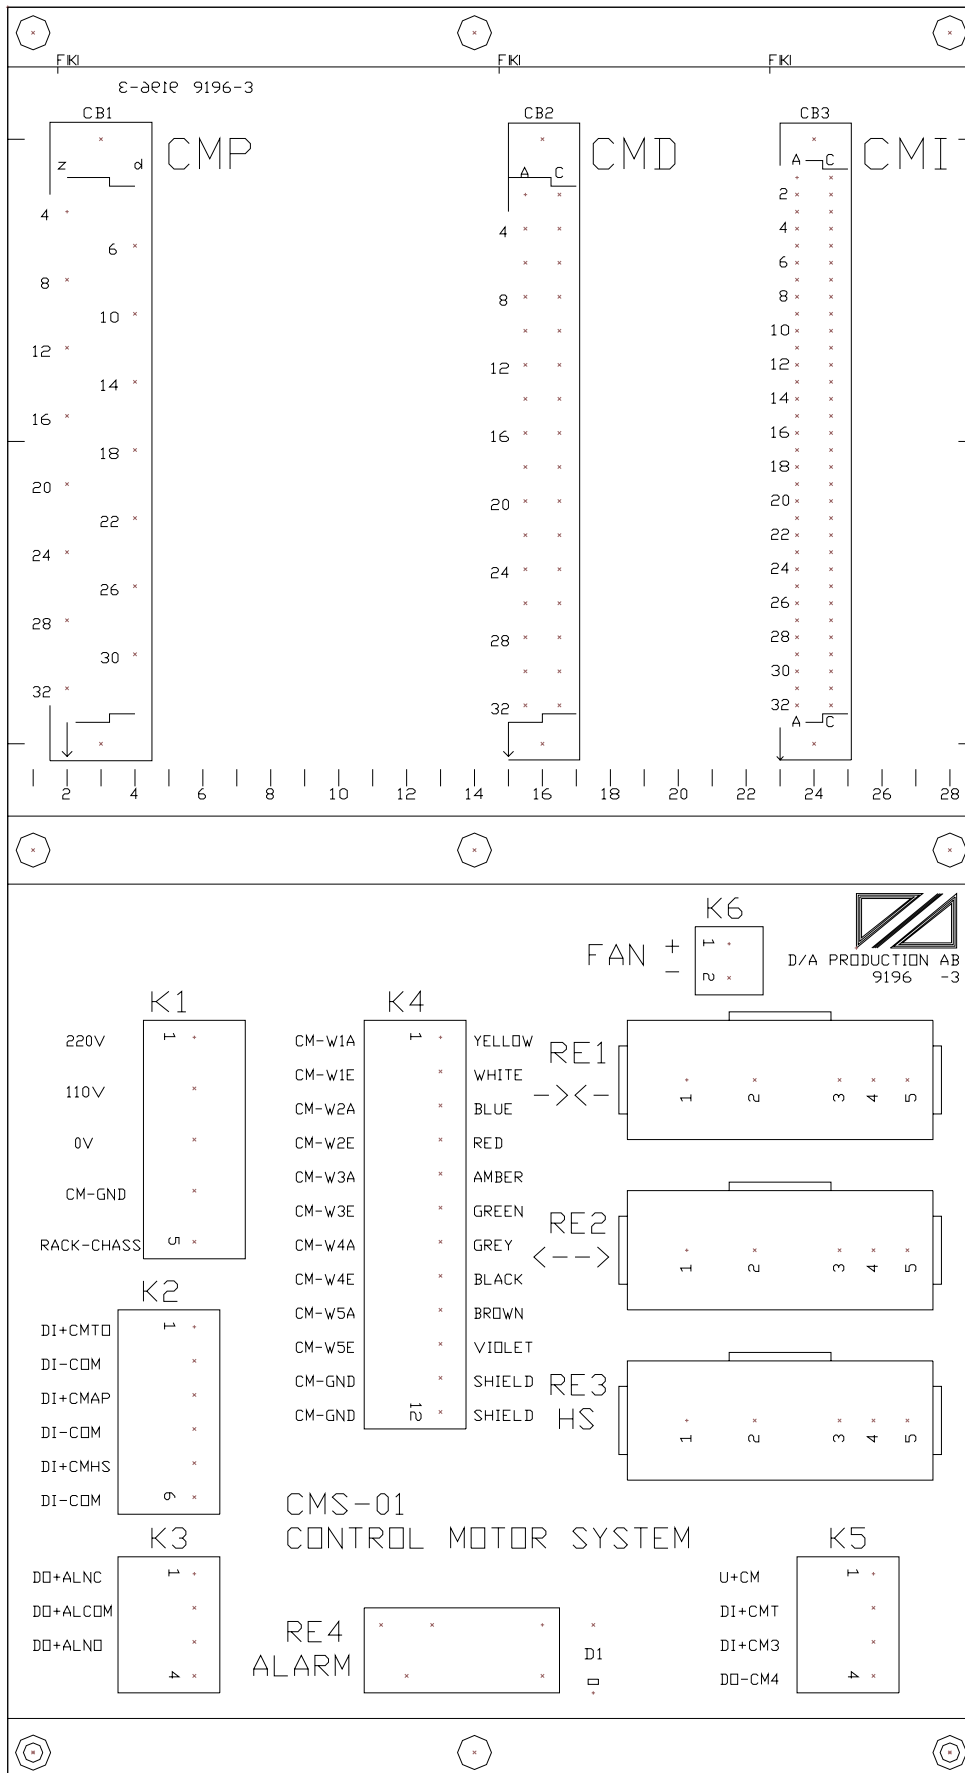 FIKI FIKI FIKI
9196-3 9196-3
CB1 CB2 CB3
CMP CMD CMI
z d
A C
A C
4
6
8
10
12
14
16
18
20
22
24
26
28
30
32
4
8
12
16
20
24
28
32
2
4
6
8
10
12
14
16
18
20
22
24
26
28
30
32
A C
2 4 6 8 10 12 14 16 18 20 22 24 26 28
K6
FAN + -
1
2
D/A PRODUCTION AB
9196 -3
K1
220V 1
110V
0V
CM-GND
RACK-CHASS 5
K4
CM-W1A 1 YELLOW
CM-W1E WHITE
CM-W2A BLUE
CM-W2E RED
CM-W3A AMBER
CM-W3E GREEN
CM-W4A GREY
CM-W4E BLACK
CM-W5A BROWN
CM-W5E VIOLET
CM-GND SHIELD
CM-GND 12 SHIELD
RE1
-><-
1 2 3 4 5
RE2
<-->
1 2 3 4 5
RE3
HS
1 2 3 4 5
K2
DI+CMTO 1
DI-COM
DI+CMAP
DI-COM
DI+CMHS
DI-COM 6
CMS-01
CONTROL MOTOR SYSTEM
K3
DO+ALNC 1
DO+ALCOM
DO+ALNO
4
RE4
ALARM
D1
K5
U+CM 1
DI+CMT
DI+CM3
DO-CM4 4